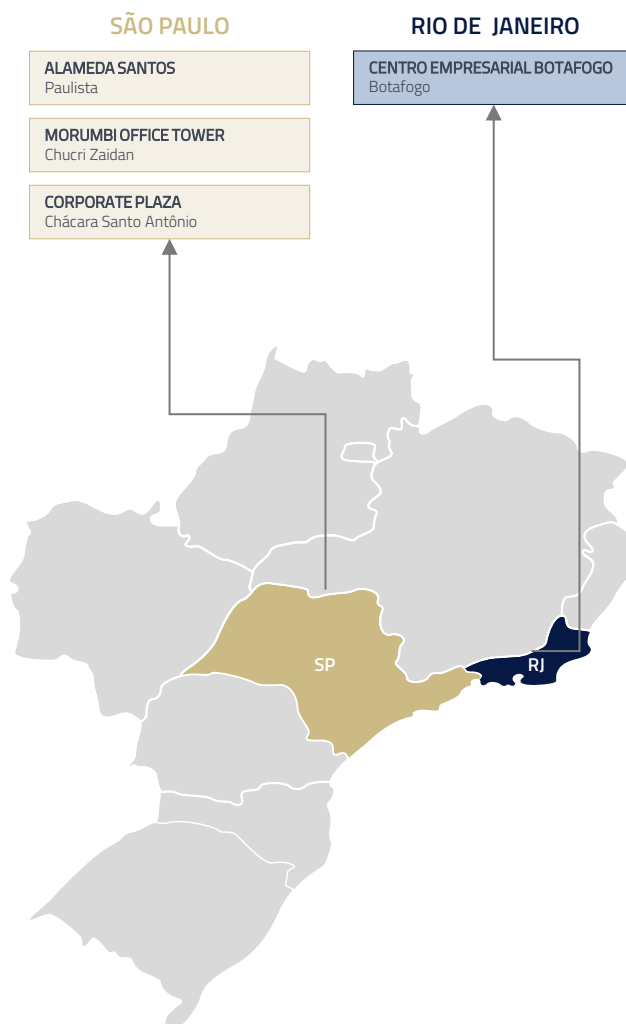 SÃO PAULO
ALAMEDA SANTOS
Paulista
MORUMBI OFFICE TOWER
Chucri Zaidan
CORPORATE PLAZA
Chácara Santo Antônio
RIO DE JANEIRO
CENTRO EMPRESARIAL BOTAFOGO
Botafogo
SP
RJ